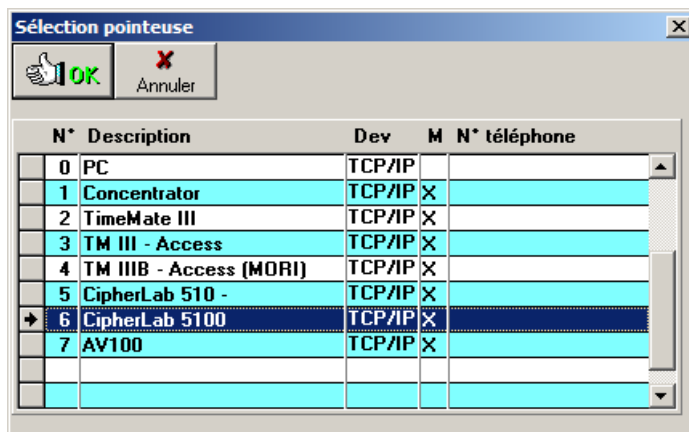 Sélection pointeuse
OK Annuler
N° Description Dev M N° téléphone
0 PC TCP/IP
1 Concentrator TCP/IP X
2 TimeMate III TCP/IP X
3 TM III - Access TCP/IP X
4 TM IIIB - Access (MORI) TCP/IP X
5 CipherLab 510 - TCP/IP X
6 CipherLab 5100 TCP/IP X
7 AV100 TCP/IP X